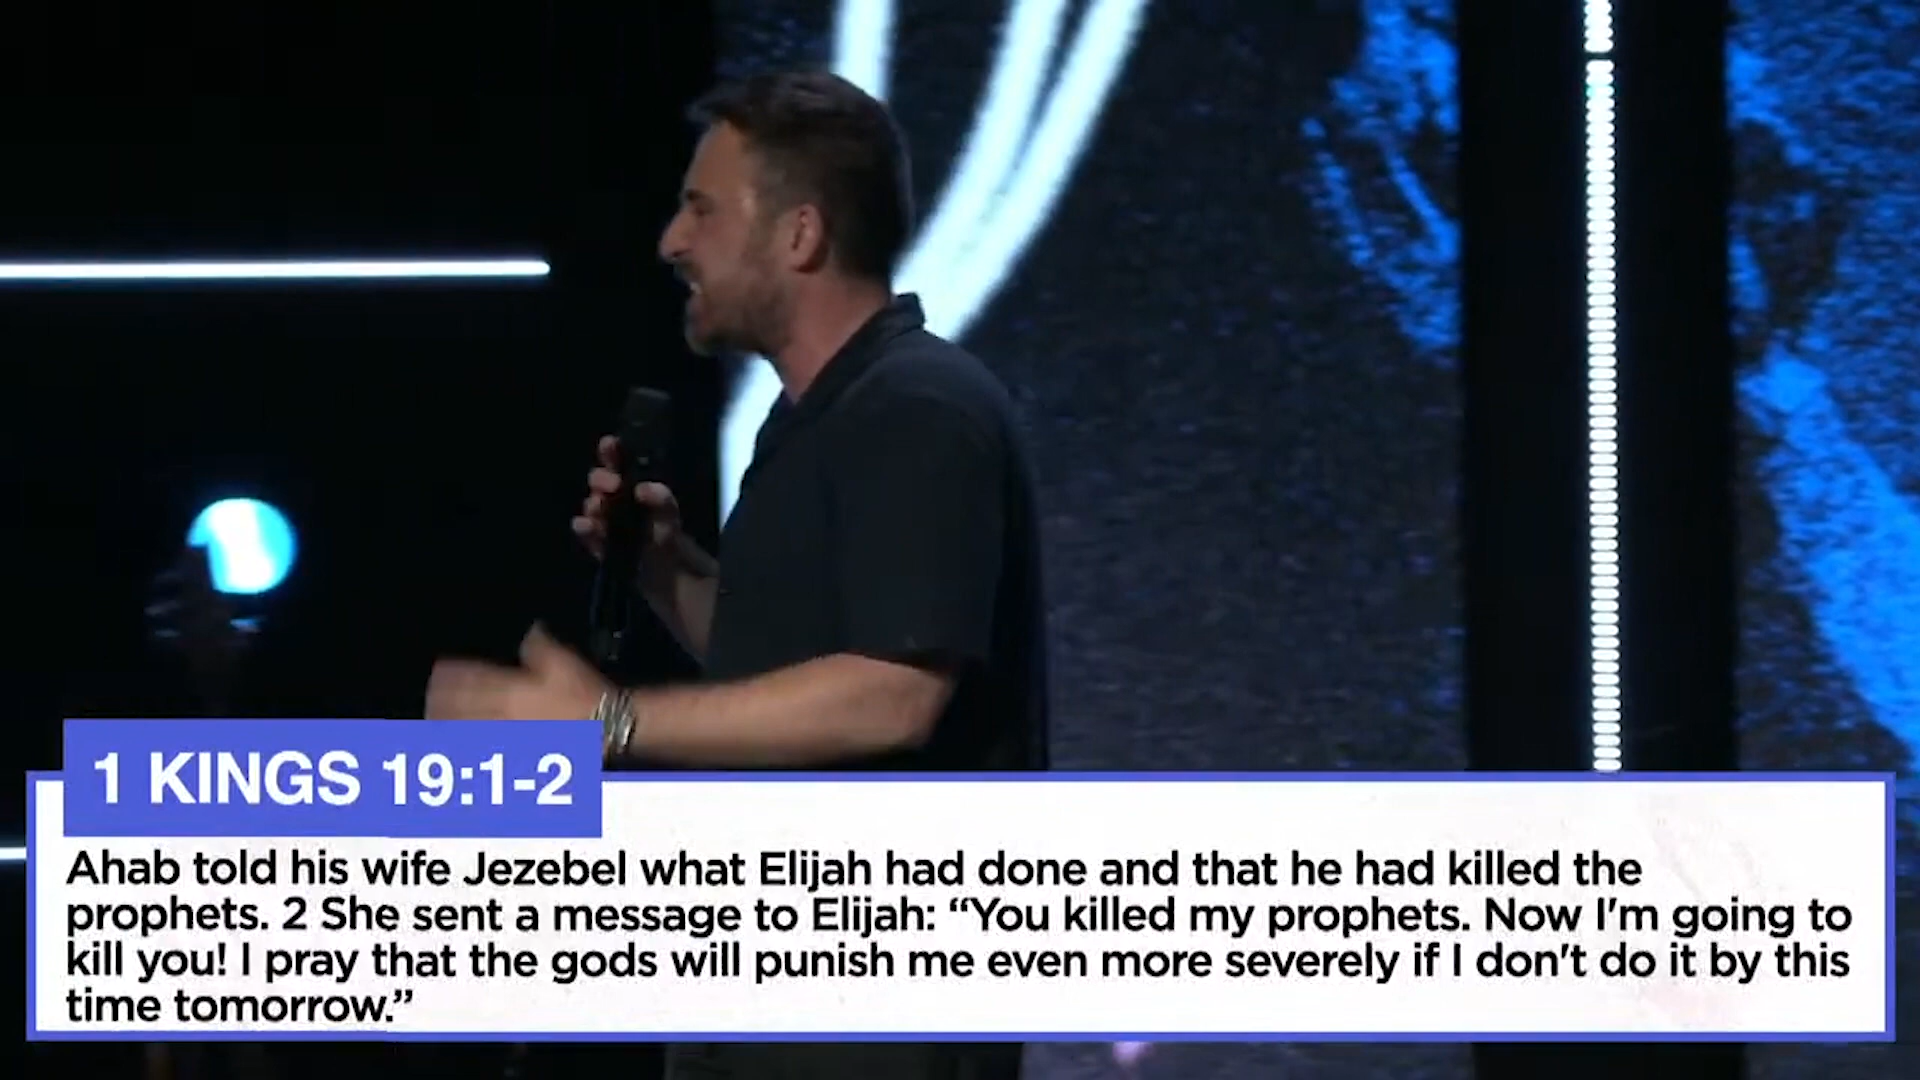 1 KINGS 19:1-2
Ahab told his wife Jezebel what Elijah had done and that he had killed the
prophets. 2 She sent a message to Elijah: “You killed my prophets. Now I'm going to
kill you! I pray that the gods will punish me even more severely if I don't do it by this
time tomorrow.”